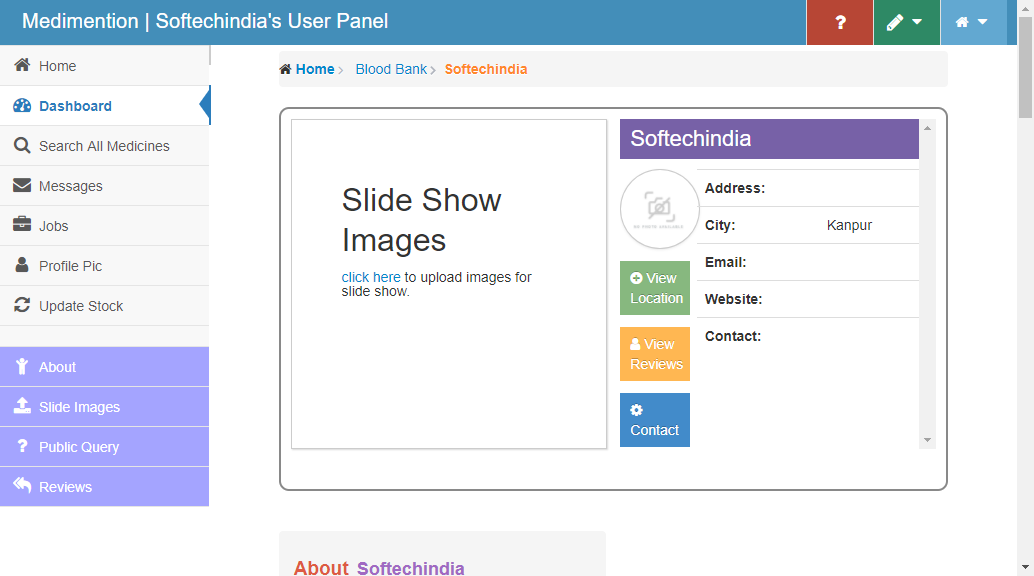 Medimention | Softechindia's User Panel
?
Home
Dashboard
Search All Medicines
Messages
Jobs
Profile Pic
Update Stock
About
Slide Images
? Public Query
Reviews
Home > Blood Bank > Softechindia
Slide Show
Images
click here to upload images for
slide show.
Softechindia
NO PHOTO AVAILABLE
View
Location
View
Reviews
Contact
Address:
City: Kanpur
Email:
Website:
Contact:
About Softechindia